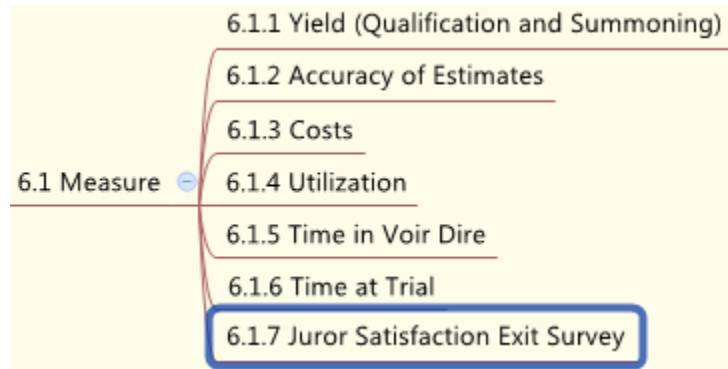 6.1.1 Yield (Qualification and Summoning)
6.1.2 Accuracy of Estimates
6.1.3 Costs
6.1 Measure
6.1.4 Utilization
6.1.5 Time in Voir Dire
6.1.6 Time at Trial
6.1.7 Juror Satisfaction Exit Survey